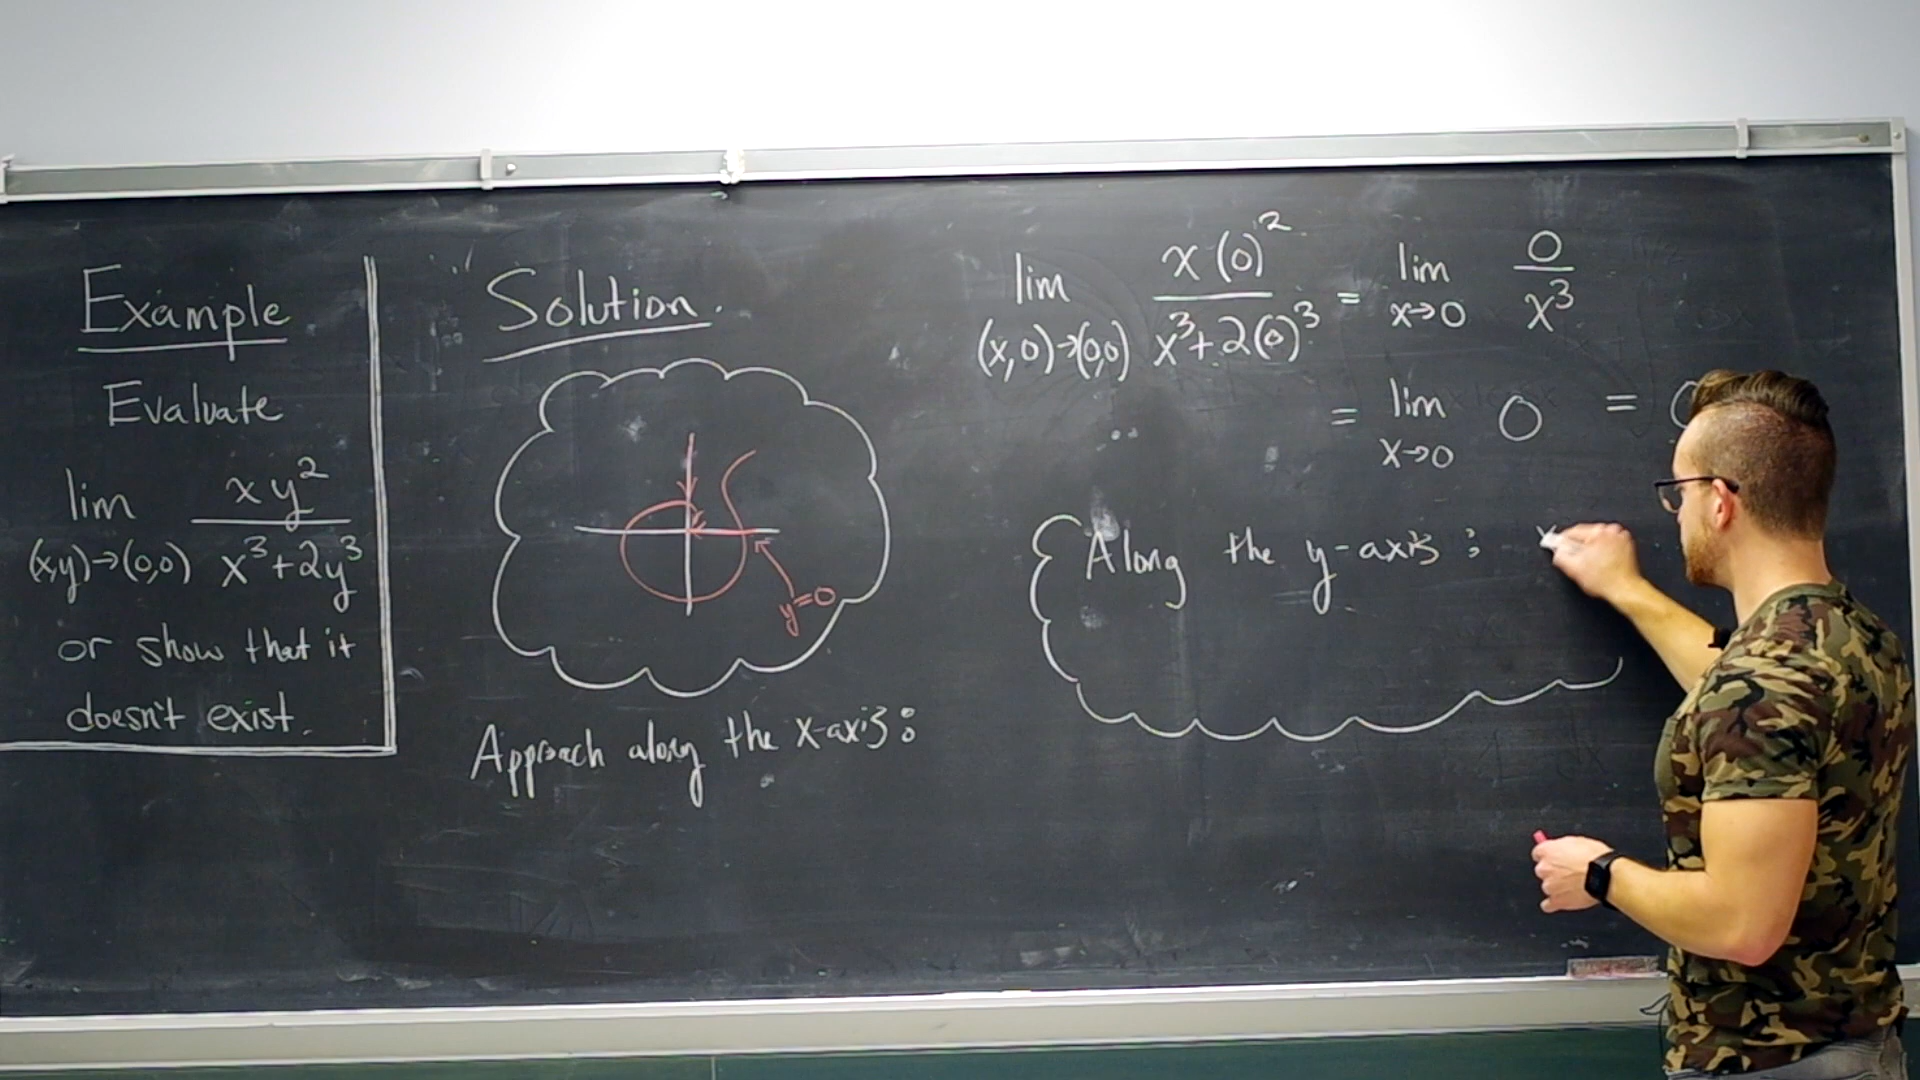 Example
Evaluate
lim xy²
(x,y)→(0,0) x³+2y³
or show that it
doesn't exist.
Solution.
y=0
Approach along the x-axis:
lim x(0)² = lim 0
(x,0)→(0,0) x³+2(0)³ x→0 x³
= lim 0 =
x→0
Along the y-axis: x